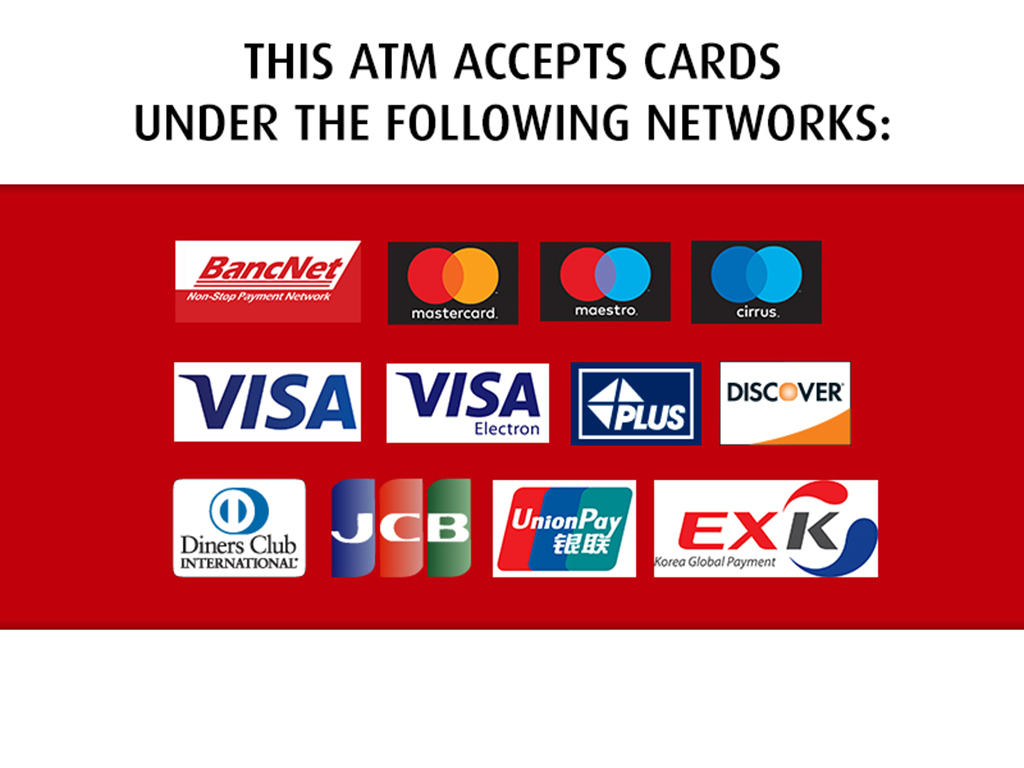 THIS ATM ACCEPTS CARDS
UNDER THE FOLLOWING NETWORKS:
BancNet
Non-Stop Payment Network
mastercard.
maestro.
cirrus.
VISA
VISA
Electron
PLUS
DISCOVER
Diners Club
INTERNATIONAL
JCB
UnionPay
银联
EXK
Korea Global Payment